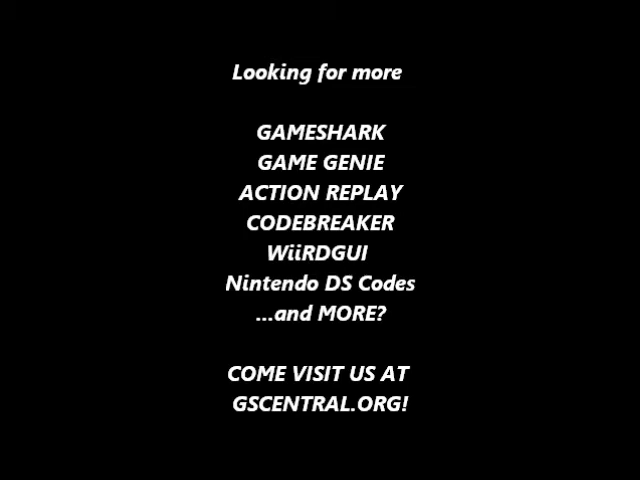 Looking for more
GAMESHARK
GAME GENIE
ACTION REPLAY
CODEBREAKER
WiiRDGUI
Nintendo DS Codes
...and MORE?
COME VISIT US AT
GSCENTRAL.ORG!